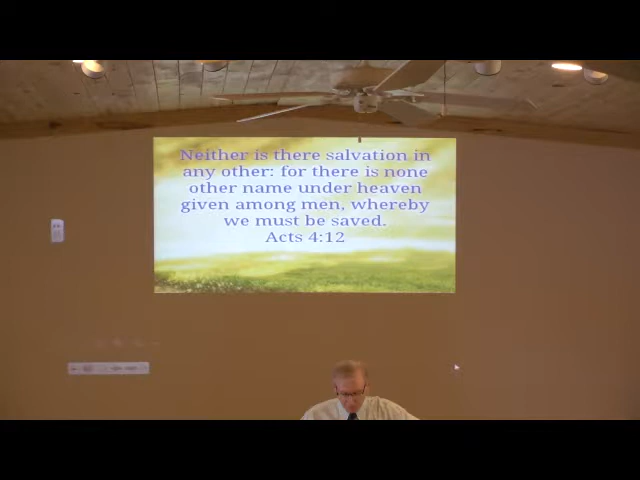 Neither is there salvation in
any other: for there is none
other name under heaven
given among men, whereby
we must be saved.
Acts 4:12